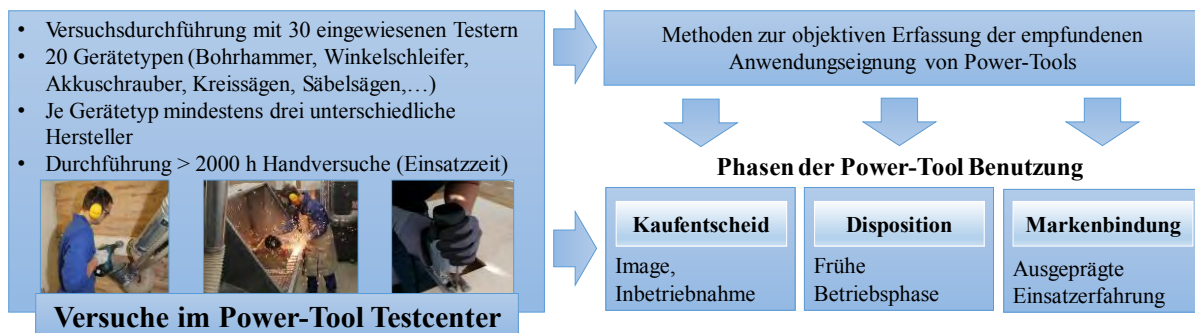 • Versuchsdurchführung mit 30 eingewiesenen Testern
• 20 Gerätetypen (Bohrhammer, Winkelschleifer,
Akkuschrauber, Kreissägen, Säbelsägen,…)
• Je Gerätetyp mindestens drei unterschiedliche
Hersteller
• Durchführung > 2000 h Handversuche (Einsatzzeit)
Versuche im Power-Tool Testcenter
Methoden zur objektiven Erfassung der empfundenen
Anwendungseignung von Power-Tools
Phasen der Power-Tool Benutzung
Kaufentscheid
Image,
Inbetriebnahme
Disposition
Frühe
Betriebsphase
Markenbindung
Ausgeprägte
Einsatzerfahrung